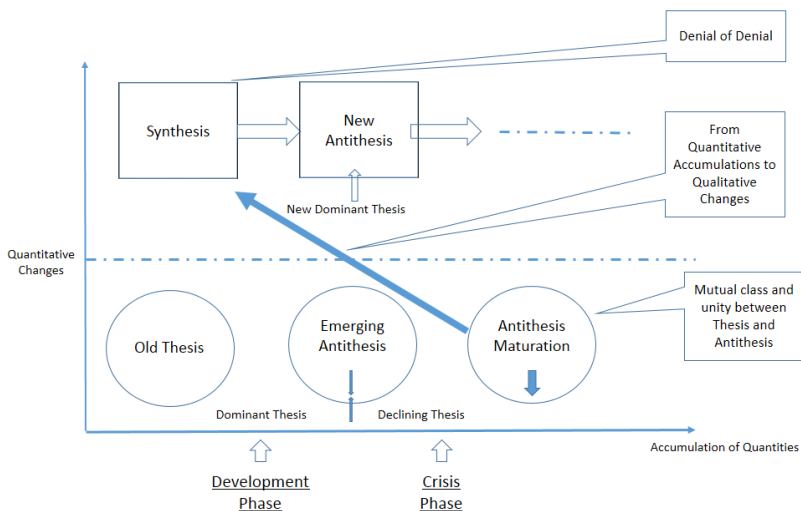 Denial of Denial
Synthesis
New
Antithesis
From
Quantitative
Accumulations to
Qualitative
Changes
New Dominant Thesis
Quantitative
Changes
Old Thesis
Emerging
Antithesis
Antithesis
Maturation
Mutual class and
unity between
Thesis and
Antithesis
Dominant Thesis
Declining Thesis
Accumulation of Quantities
Development
Phase
Crisis
Phase